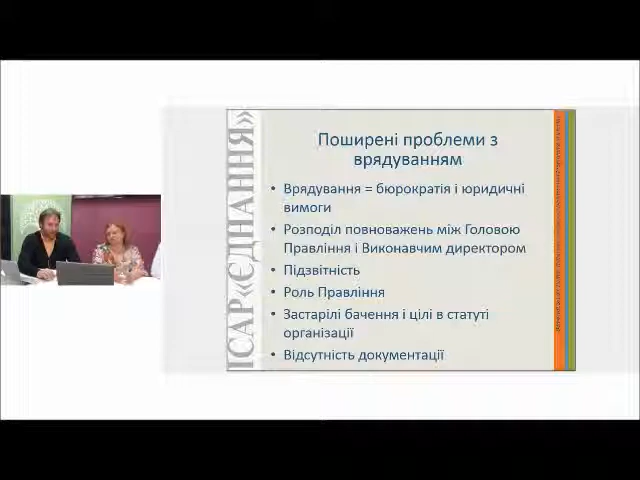 Поширені проблеми з
врядуванням
• Врядування = бюрократія і юридичні
вимоги
• Розподіл повноважень між Головою
Правління і Виконавчим директором
• Підзвітність
• Роль Правління
• Застарілі бачення і цілі в статуті
організації
• Відсутність документації
ІСАР«ЄДНАННЯ»